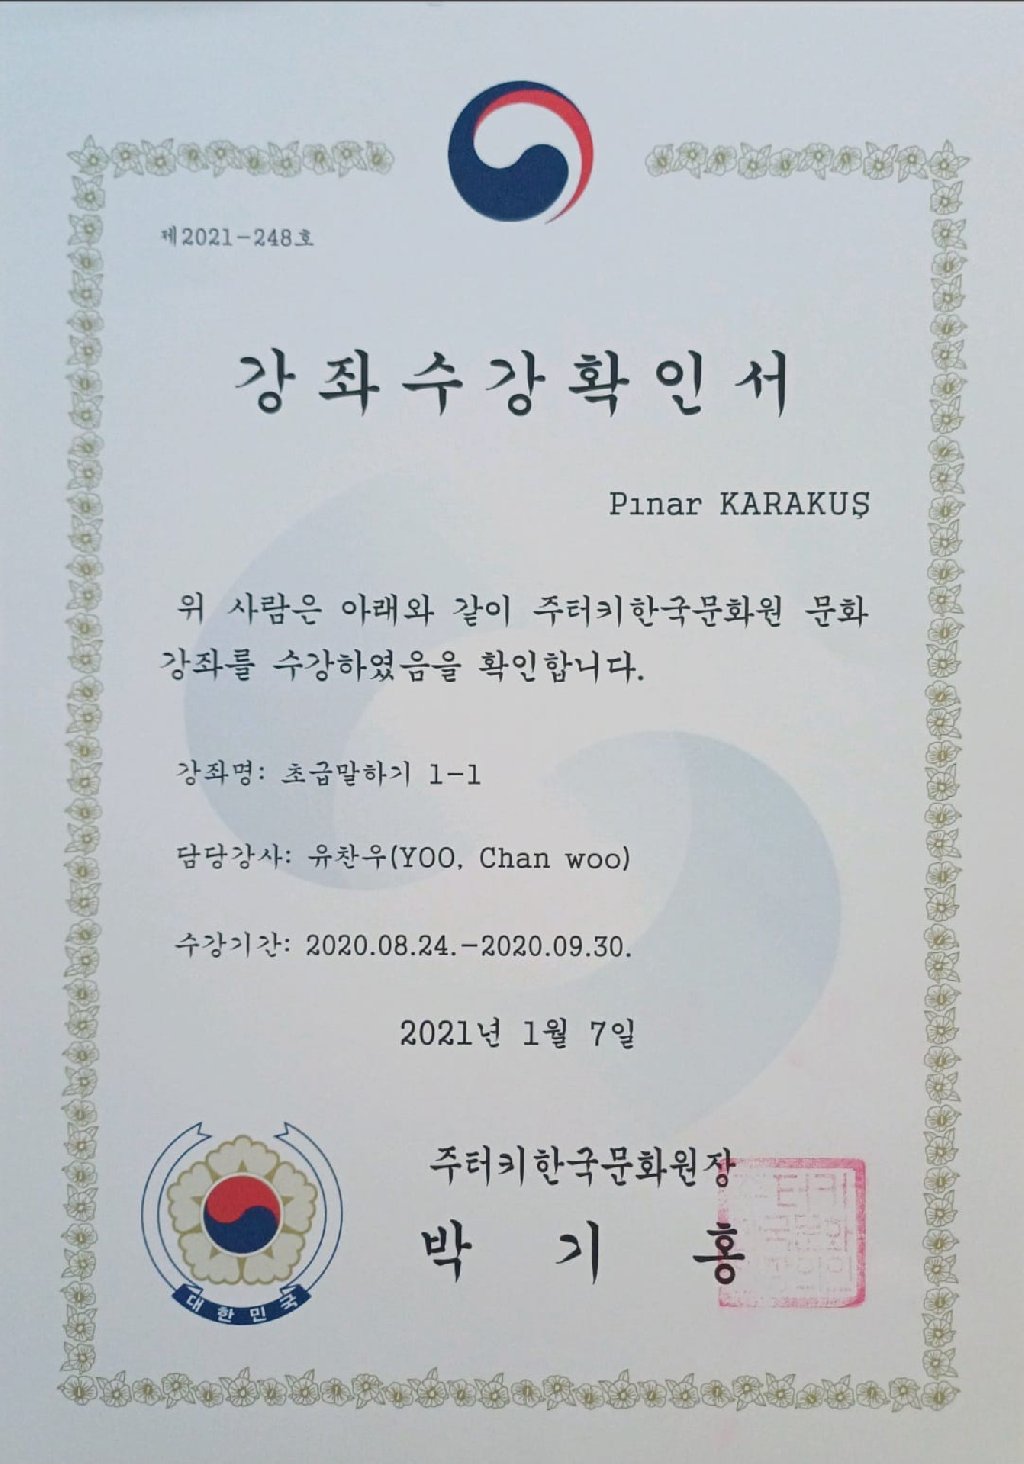 제2021-248호
강좌수강확인서
Pınar KARAKUŞ
위 사람은 아래와 같이 주터키한국문화원 문화
강좌를 수강하였음을 확인합니다.
강좌명: 초급말하기 1-1
담당강사: 유찬우(YOO, Chan woo)
수강기간: 2020.08.24.-2020.09.30.
2021년 1월 7일
주터키한국문화원장
박 기 홍
대한민국